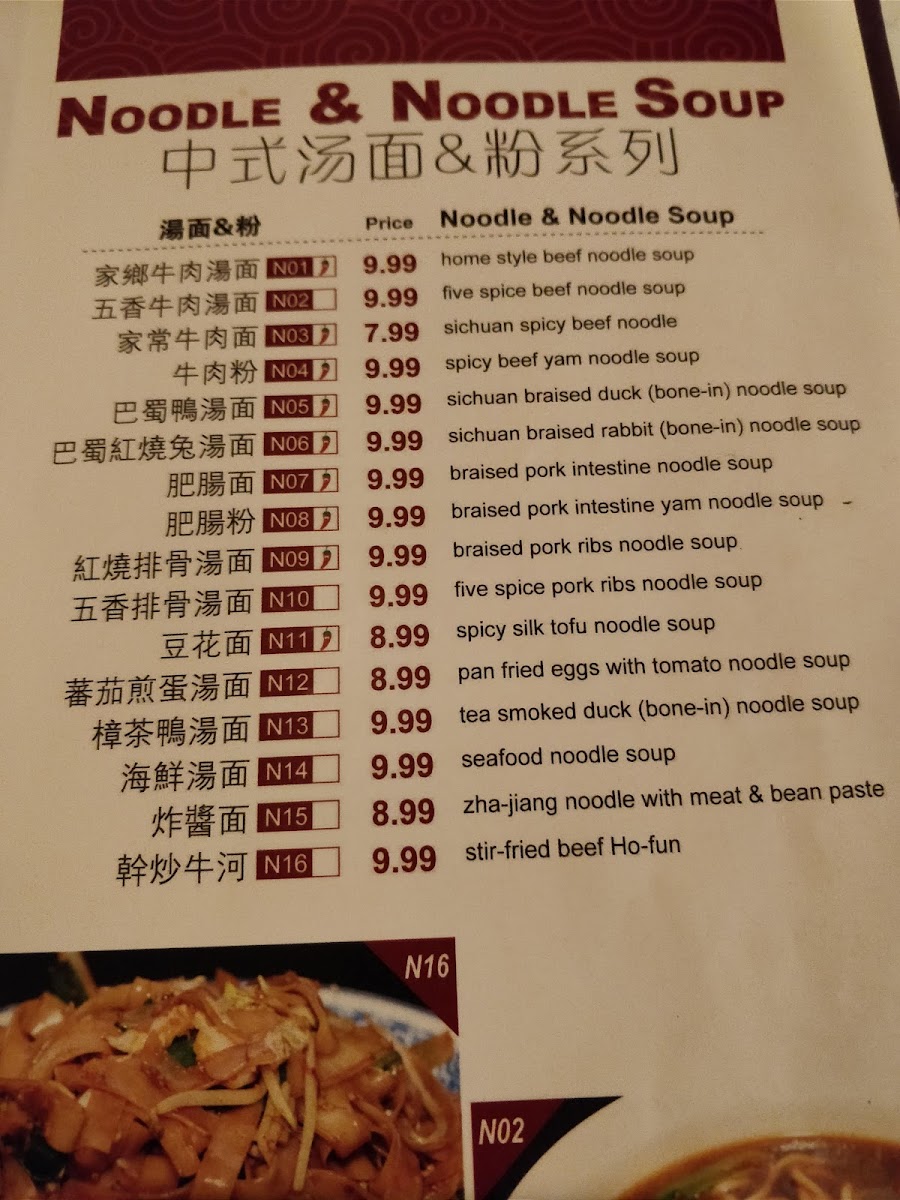 NOODLE & NOODLE SOUP
中式汤面&粉系列
湯面&粉 Price Noodle & Noodle Soup
家鄉牛肉湯面 N01 9.99 home style beef noodle soup
五香牛肉湯面 N02 9.99 five spice beef noodle soup
家常牛肉面 N03 7.99 sichuan spicy beef noodle
牛肉粉 N04 9.99 spicy beef yam noodle soup
巴蜀鴨湯面 N05 9.99 sichuan braised duck (bone-in) noodle soup
巴蜀紅燒兔湯面 N06 9.99 sichuan braised rabbit (bone-in) noodle soup
肥腸面 N07 9.99 braised pork intestine noodle soup
肥腸粉 N08 9.99 braised pork intestine yam noodle soup
紅燒排骨湯面 N09 9.99 braised pork ribs noodle soup
五香排骨湯面 N10 9.99 five spice pork ribs noodle soup
豆花面 N11 8.99 spicy silk tofu noodle soup
蕃茄煎蛋湯面 N12 8.99 pan fried eggs with tomato noodle soup
樟茶鴨湯面 N13 9.99 tea smoked duck (bone-in) noodle soup
海鮮湯面 N14 9.99 seafood noodle soup
炸醬面 N15 8.99 zha-jiang noodle with meat & bean paste
幹炒牛河 N16 9.99 stir-fried beef Ho-fun
N16
N02